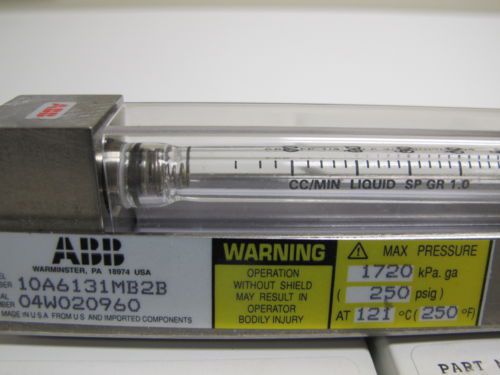 ABB
CC/MIN LIQUID SP GR 1.0
ABB
WARMINSTER, PA 18974 USA
10A6131MB2B
04W020960
MADE IN U.S.A FROM U.S AND IMPORTED COMPONENTS
WARNING
OPERATION
WITHOUT SHIELD
MAY RESULT IN
OPERATOR
BODILY INJURY
MAX PRESSURE
1720 kPa. ga
( 250 psig )
AT 121 °C ( 250 °F)
PART N